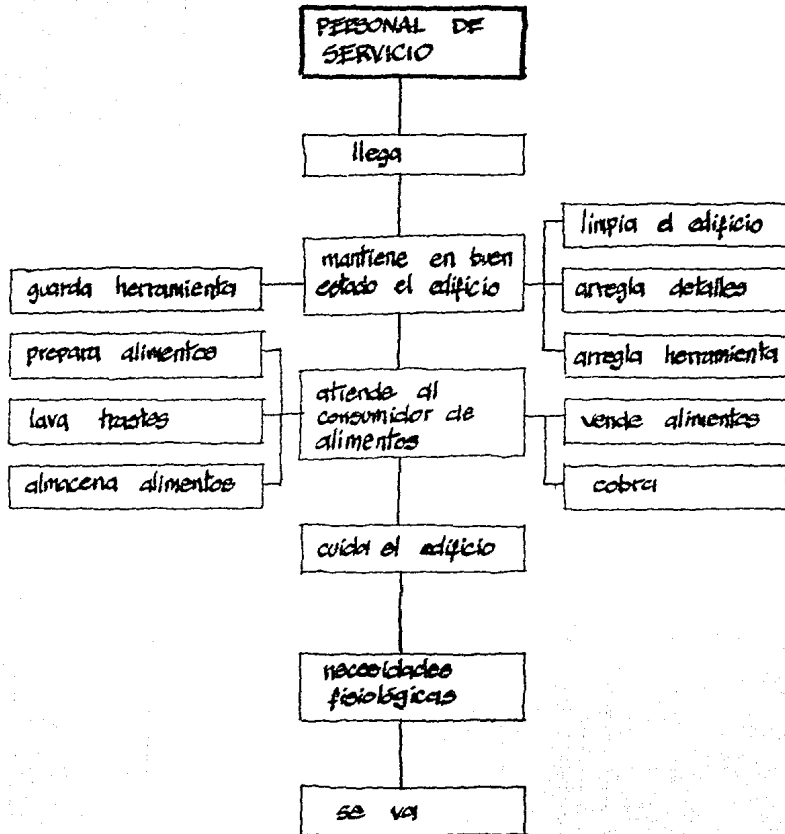 PERSONAL DE
SERVICIO
llega
mantiene en buen
estado el edificio
guarda herramienta
limpia el edificio
arregla detalles
arregla herramienta
prepara alimentos
lava trastes
almacena alimentos
atiende al
consumidor de
alimentos
vende alimentos
cobra
cuida el edificio
necesidades
fisiológicas
se va